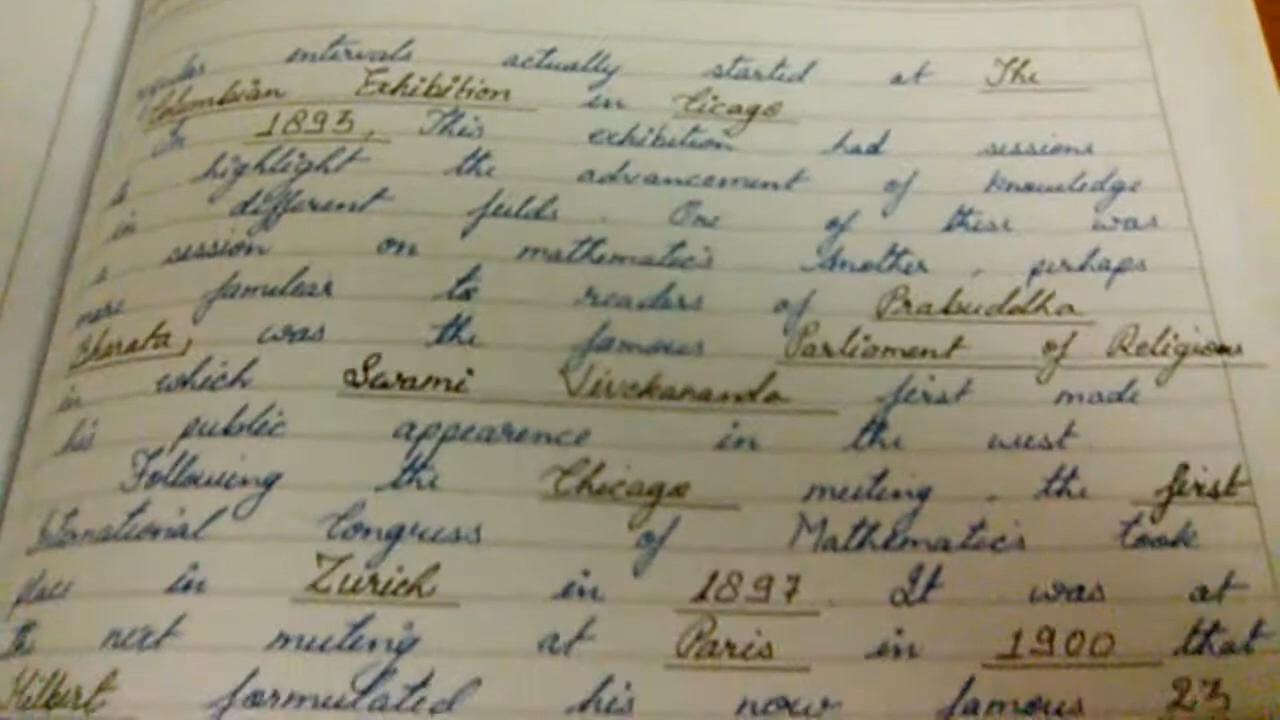 regular intervals actually started at The
Colombian Exhibition in Cicago
In 1893, This exhibition had sessions
to highlight the advancement of knowledge
in different fields. One of these was
a session on mathematics Another, perhaps
more familear to readers of Prabuddha
Bharata, was the famous Parliament of Religions
in which Swami Vivekananda first made
his public appearence in the west
Following the Chicago meeting, the first
International Congress of Mathematics took
place in Zurich in 1897. It was at
the next meeting at Paris in 1900 that
Hilbert formulated his now famous 23